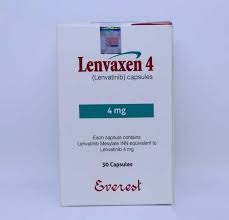 Lenvaxen 4
(Lenvatinib) capsules
4 mg
Each capsule contains
Lenvatinib Mesylate INN equivalent to
Lenvatinib 4 mg
30 Capsules
Everest